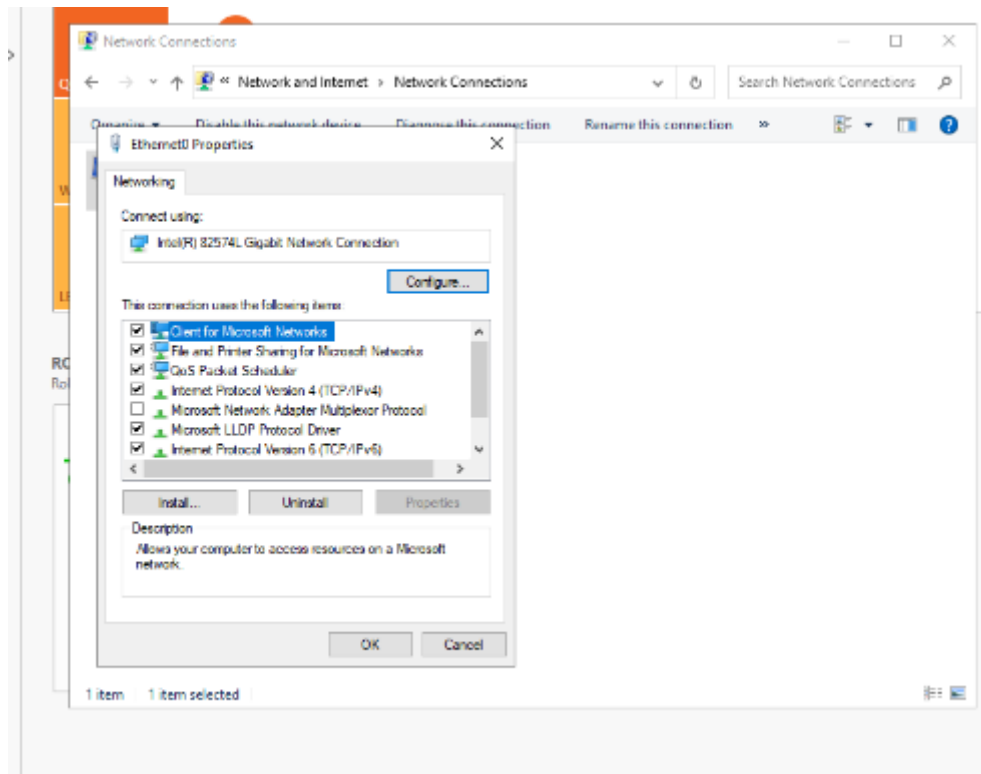 Network Connections
« Network and Internet › Network Connections
Search Network Connections
Organize
Disable this network device
Diagnose this connection
Rename this connection
»
Ethernet0 Properties
Networking
Connect using:
Intel(R) 82574L Gigabit Network Connection
Configure...
This connection uses the following items:
Client for Microsoft Networks
File and Printer Sharing for Microsoft Networks
QoS Packet Scheduler
Internet Protocol Version 4 (TCP/IPv4)
Microsoft Network Adapter Multiplexor Protocol
Microsoft LLDP Protocol Driver
Internet Protocol Version 6 (TCP/IPv6)
Install...
Uninstall
Properties
Description
Allows your computer to access resources on a Microsoft
network.
OK
Cancel
1 item
1 item selected